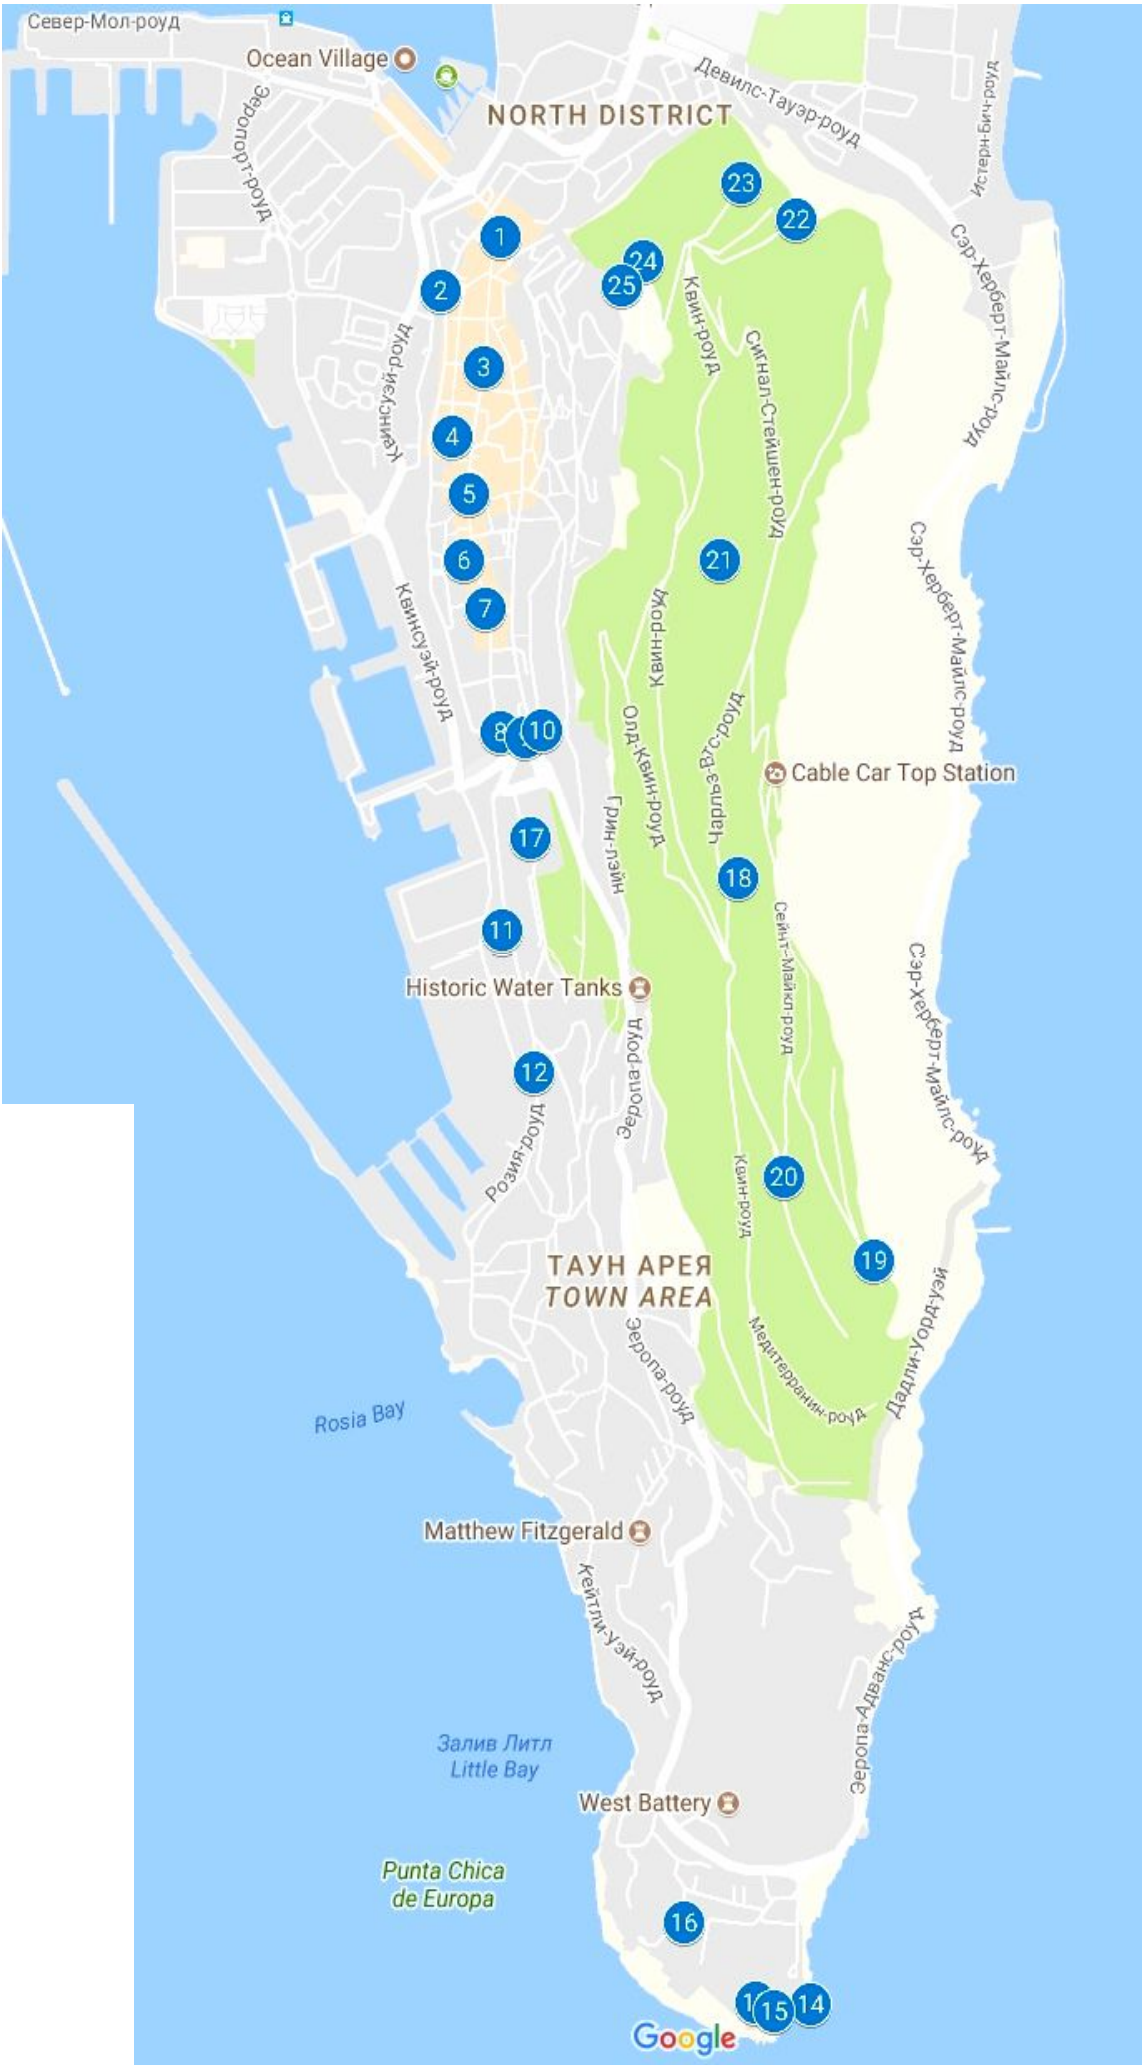 Север-Мол-роуд
Ocean Village
Девилс-Тауэр-роуд
NORTH DISTRICT
Эеропорт-роуд
Истерн-бич-роуд
23
22
1
Сэр-Херберт-Майлс-роуд
24
25
2
Квин-роуд
Сигнал-Стейшен-роуд
3
Квинсуэй-роуд
4
5
Сэр-Херберт-Майлс-роуд
6
21
7
Квинсуэй-роуд
Квин-роуд
Олд-Квин-роуд
Чарльз-Ватс-роуд
8
10
Cable Car Top Station
Грин-лэйн
17
18
11
Сейнт-Майкл-роуд
Сэр-Херберт-Майлс-роуд
Historic Water Tanks
Эеропа-роуд
12
Розия-роуд
Квин-роуд
20
ТАУН АРЕЯ
TOWN AREA
19
Дадли-Уорд-уэй
Эеропа-роуд
Медитерранин-роуд
Rosia Bay
Matthew Fitzgerald
Кейтли-Уэй-роуд
Эеропа-Адванс-роуд
Залив Литл
Little Bay
West Battery
Punta Chica
de Europa
16
15
14
Google